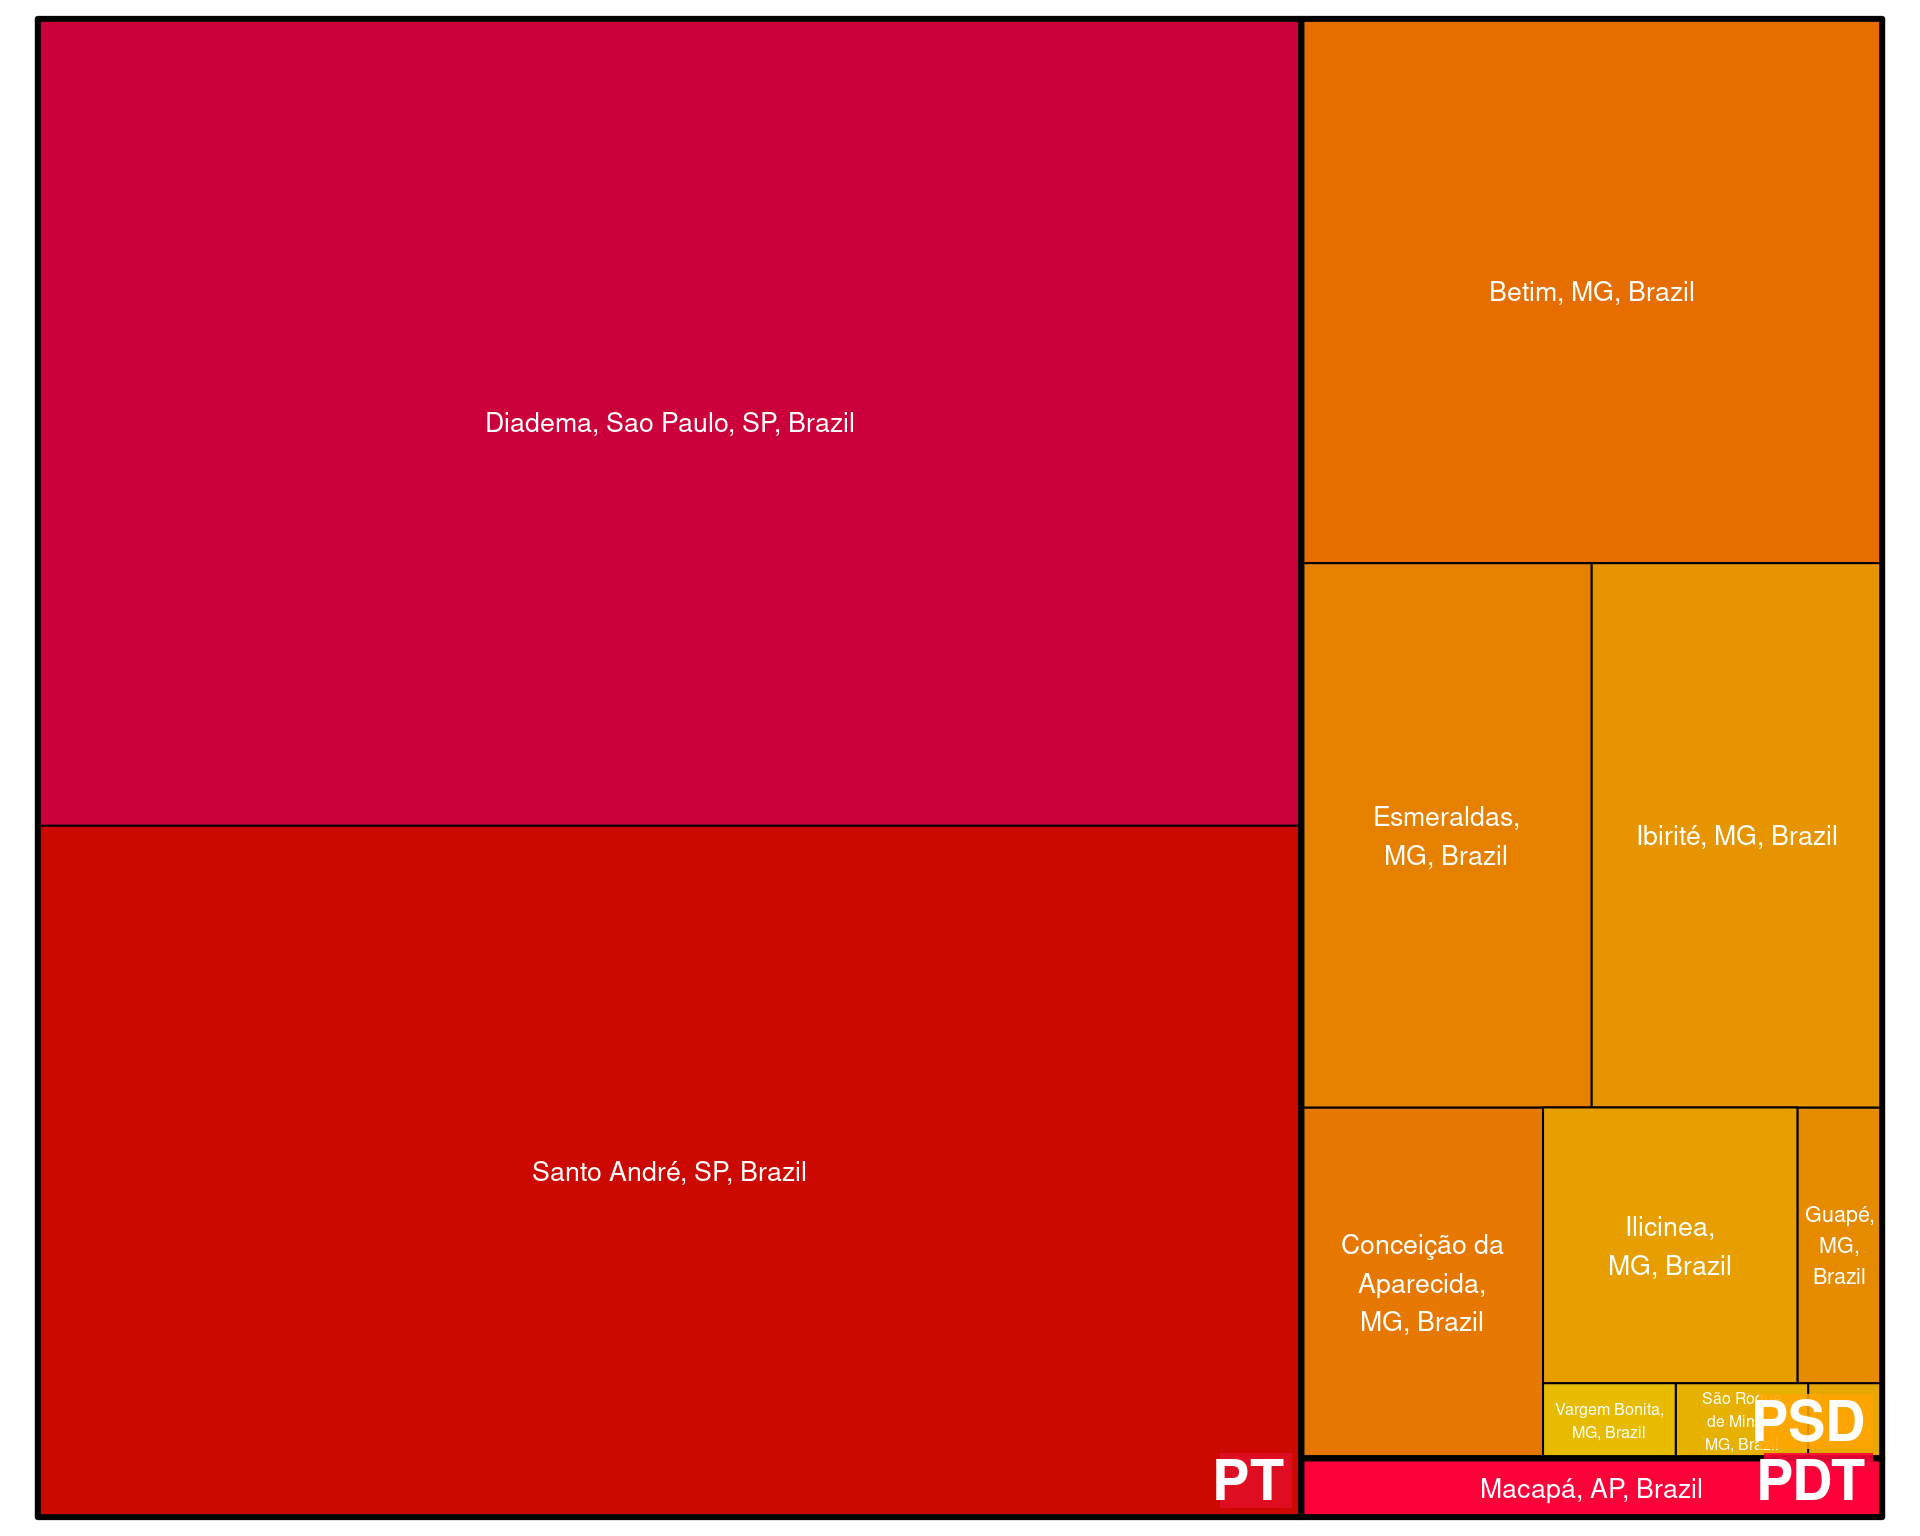 Diadema, Sao Paulo, SP, Brazil
Santo André, SP, Brazil
PT
Betim, MG, Brazil
Esmeraldas,
MG, Brazil
Ibirité, MG, Brazil
Conceição da
Aparecida,
MG, Brazil
Ilicinea,
MG, Brazil
Guapé,
MG,
Brazil
Vargem Bonita,
MG, Brazil
São
de
MG,
PSD
Macapá, AP, Brazil
PDT